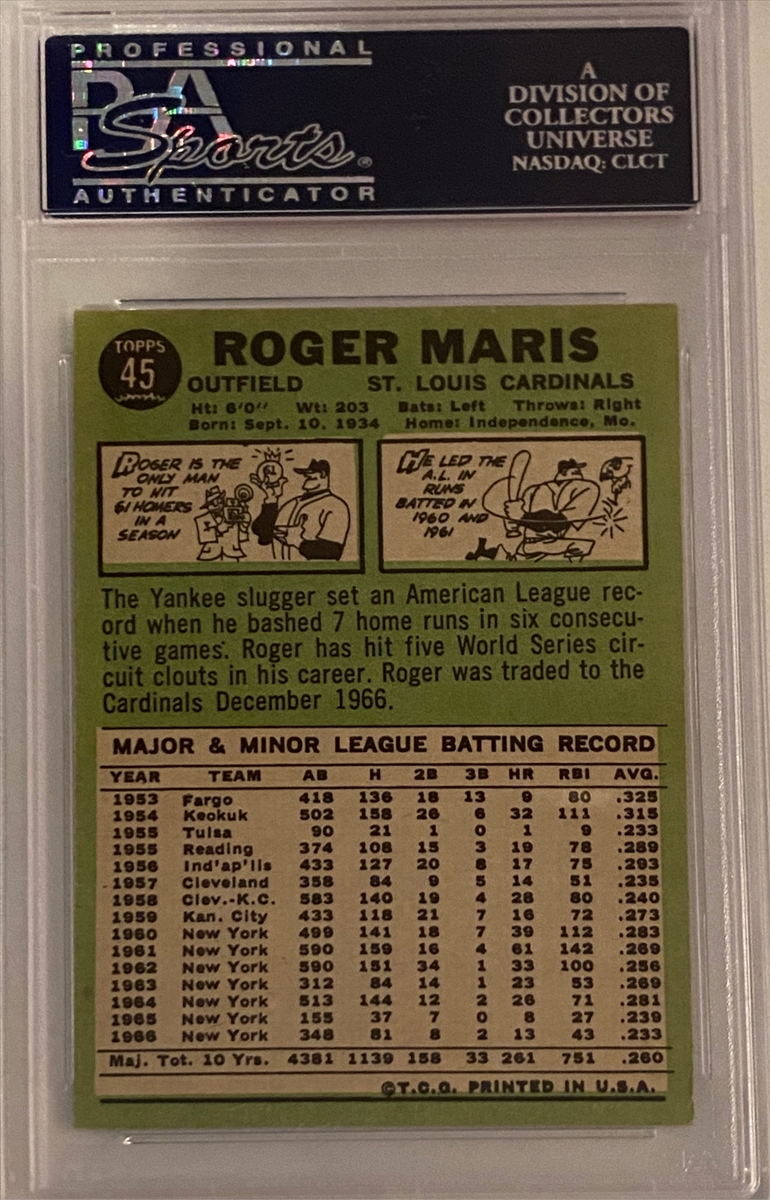 PROFESSIONAL
PSA
Sports®
AUTHENTICATOR
A
DIVISION OF
COLLECTORS
UNIVERSE
NASDAQ: CLCT
TOPPS
45
ROGER MARIS
OUTFIELD ST. LOUIS CARDINALS
Ht: 6'0" Wt: 203 Bats: Left Throws: Right
Born: Sept. 10, 1934 Home: Independence, Mo.
ROGER IS THE
ONLY MAN
TO HIT
61 HOMERS
IN A
SEASON
HE LED THE
A.L. IN
RUNS
BATTED IN
1960 AND
1961
The Yankee slugger set an American League rec-
ord when he bashed 7 home runs in six consecu-
tive games. Roger has hit five World Series cir-
cuit clouts in his career. Roger was traded to the
Cardinals December 1966.
MAJOR & MINOR LEAGUE BATTING RECORD
YEAR TEAM AB H 2B 3B HR RBI AVG.
1953 Fargo 418 136 18 13 9 80 .325
1954 Keokuk 502 158 26 6 32 111 .315
1955 Tulsa 90 21 1 0 1 9 .233
1955 Reading 374 108 15 3 19 78 .289
1956 Ind'ap'lis 433 127 20 8 17 75 .293
1957 Cleveland 358 84 9 5 14 51 .235
1958 Clev.-K.C. 583 140 19 4 28 80 .240
1959 Kan. City 433 118 21 7 16 72 .273
1960 New York 499 141 18 7 39 112 .283
1961 New York 590 159 16 4 61 142 .269
1962 New York 590 151 34 1 33 100 .256
1963 New York 312 84 14 1 23 53 .269
1964 New York 513 144 12 2 26 71 .281
1965 New York 155 37 7 0 8 27 .239
1966 New York 348 81 8 2 13 43 .233
Maj. Tot. 10 Yrs. 4381 1139 158 33 261 751 .260
©T.C.G. PRINTED IN U.S.A.